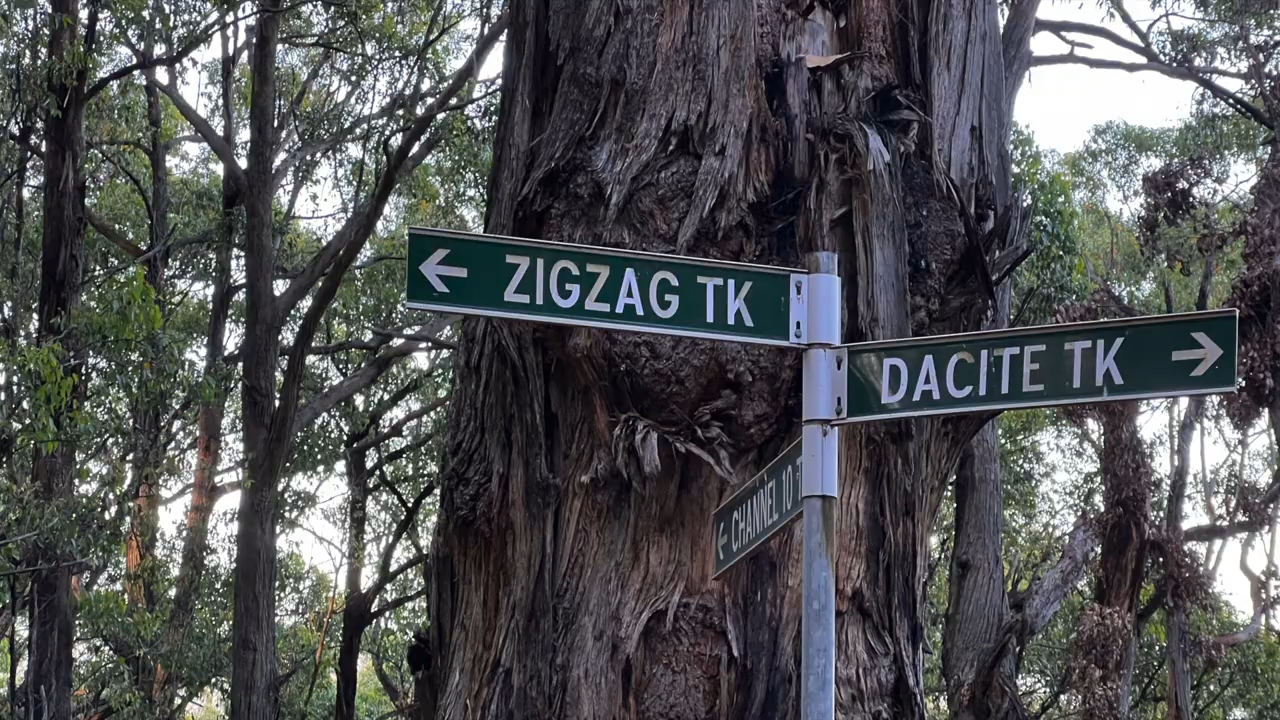 ← ZIGZAG TK
DACITE TK →
← CHANNEL 10 T